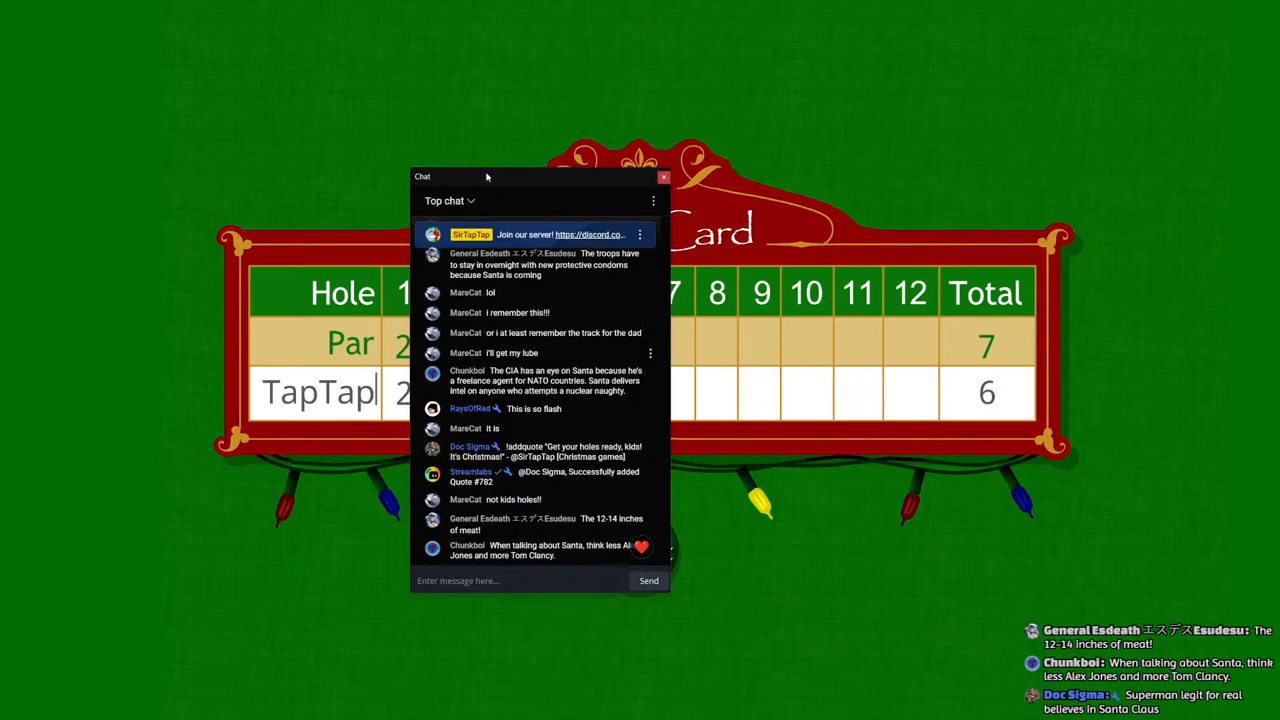 Chat
Top chat
SirTapTap Join our server! https://discord.co...
General Esdeath エスデスEsudesu The troops have
to stay in overnight with new protective condoms
because Santa is coming
MareCat lol
MareCat i remember this!!!
MareCat or i at least remember the track for the dad
MareCat i'll get my lube
Chunkboi The CIA has an eye on Santa because he's
a freelance agent for NATO countries. Santa delivers
intel on anyone who attempts a nuclear naughty.
RaysOfRed This is so flash
MareCat it is
Doc Sigma !addquote "Get your holes ready, kids!
It's Christmas!" - @SirTapTap [Christmas games]
Streamlabs @Doc Sigma, Successfully added
Quote #782
MareCat not kids holes!!
General Esdeath エスデスEsudesu The 12-14 inches
of meat!
Chunkboi When talking about Santa, think less
Jones and more Tom Clancy.
Enter message here...
Send
Card
Hole 1 7 8 9 10 11 12 Total
Par 2 7
TapTap 2 6
General Esdeath エスデスEsudesu: The
12-14 inches of meat!
Chunkboi: When talking about Santa, think
less Alex Jones and more Tom Clancy.
Doc Sigma: Superman legit for real
believes in Santa Claus